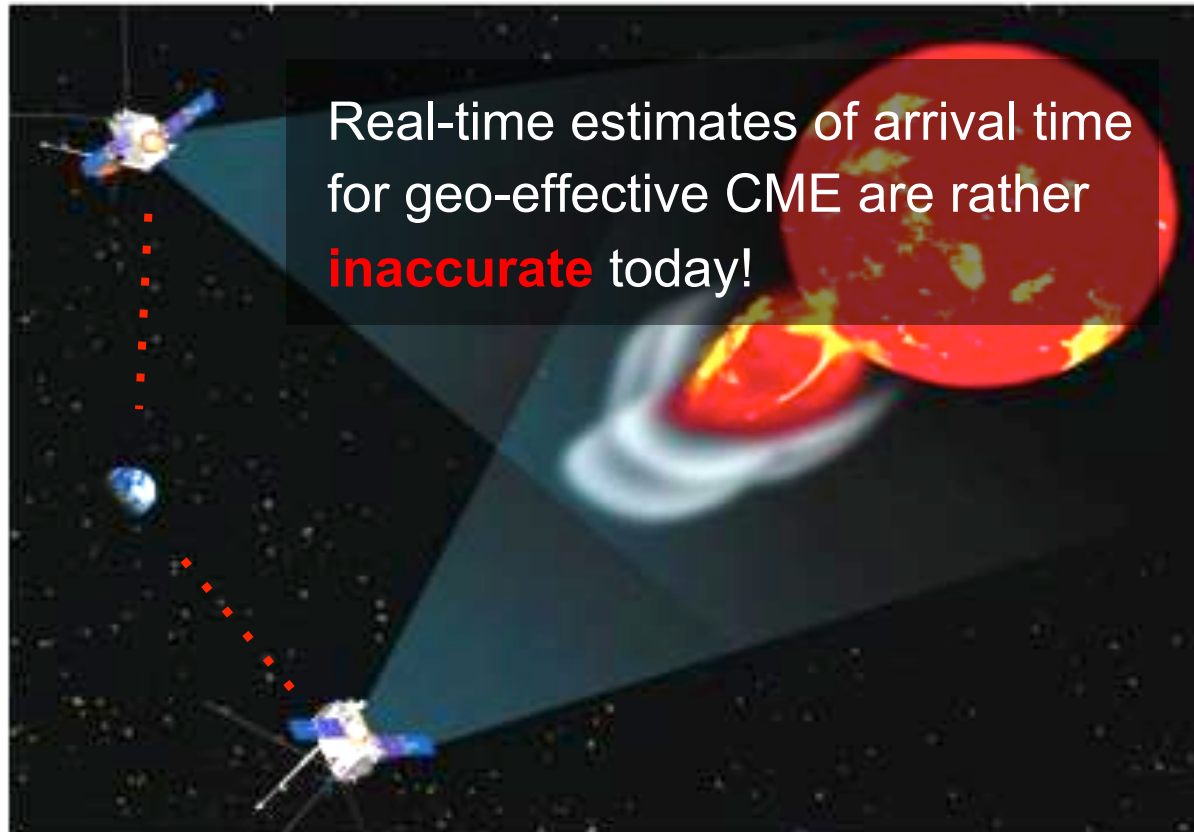 Real-time estimates of arrival time
for geo-effective CME are rather
inaccurate today!